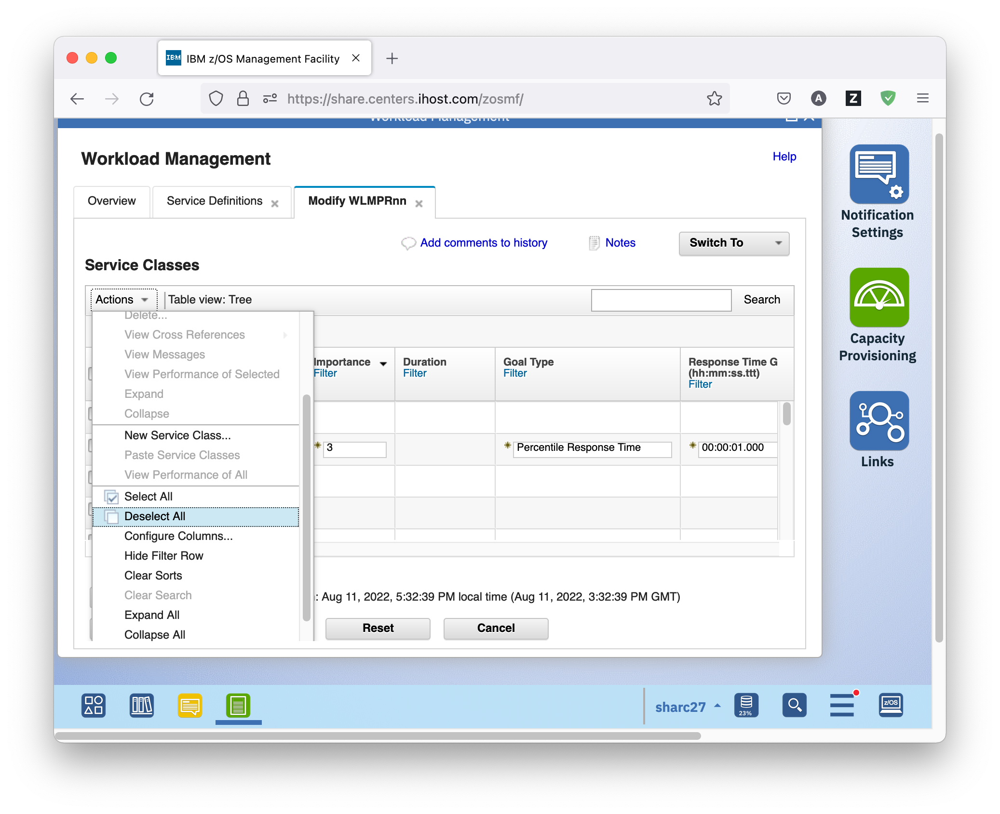 IBM IBM z/OS Management Facility
https://share.centers.ihost.com/zosmf/
A
Z
Workload Management
Workload Management
Help
Overview
Service Definitions
Modify WLMPRnn
Add comments to history
Notes
Switch To
Service Classes
Actions
Table view: Tree
Search
Delete...
View Cross References
View Messages
View Performance of Selected
Expand
Collapse
New Service Class...
Paste Service Classes
View Performance of All
Select All
Deselect All
Configure Columns...
Hide Filter Row
Clear Sorts
Clear Search
Expand All
Collapse All
Importance
Filter
Duration
Filter
Goal Type
Filter
Response Time G
(hh:mm:ss.ttt)
Filter
3
Percentile Response Time
00:00:01.000
: Aug 11, 2022, 5:32:39 PM local time (Aug 11, 2022, 3:32:39 PM GMT)
Reset
Cancel
Notification
Settings
Capacity
Provisioning
Links
sharc27
23%
z/OS